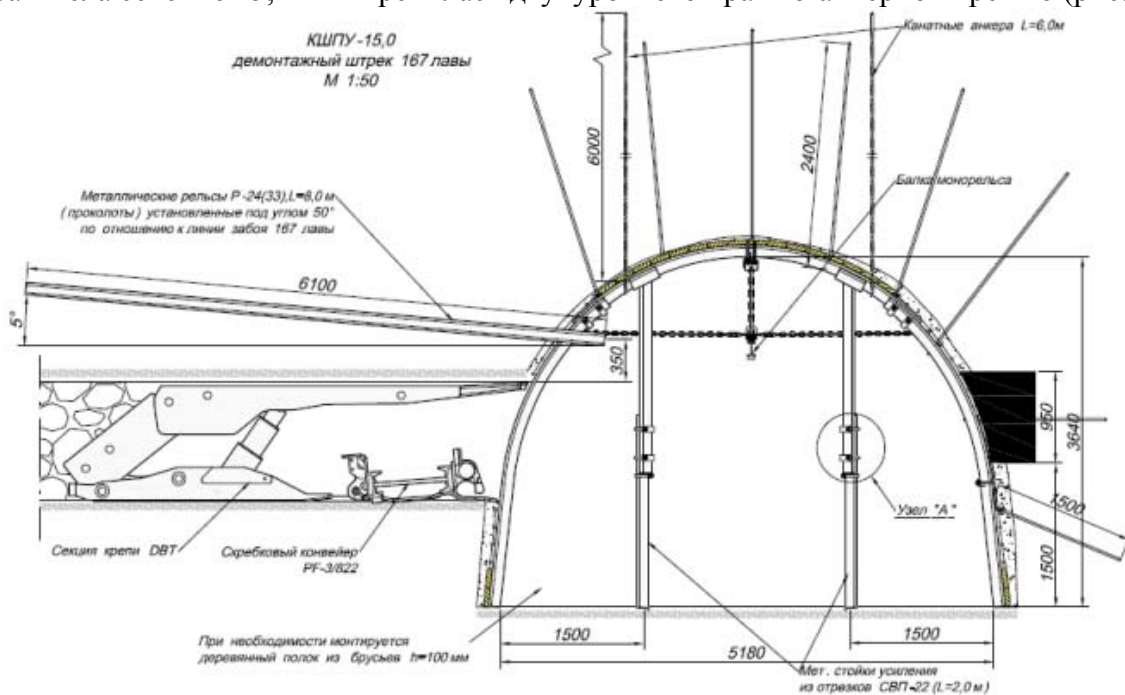 КШПУ-15,0
демонтажный штрек 167 лавы
М 1:50
Канатные анкера L=6,0м
6000
2400
Балка монорельса
Металлические рельсы Р-24(33),L=8,0 м
(проколоты) установленные под углом 50°
по отношению к линии забоя 167 лавы
6100
5°
350
950
3640
1500
1500
Узел "А"
Секция крепи DBT
Скребковый конвейер
PF-3/822
При необходимости монтируется
деревянный полок из брусьев h=100 мм
1500
1500
5180
Мет. стойки усиления
из отрезков СВП-22 (L=2,0 м)